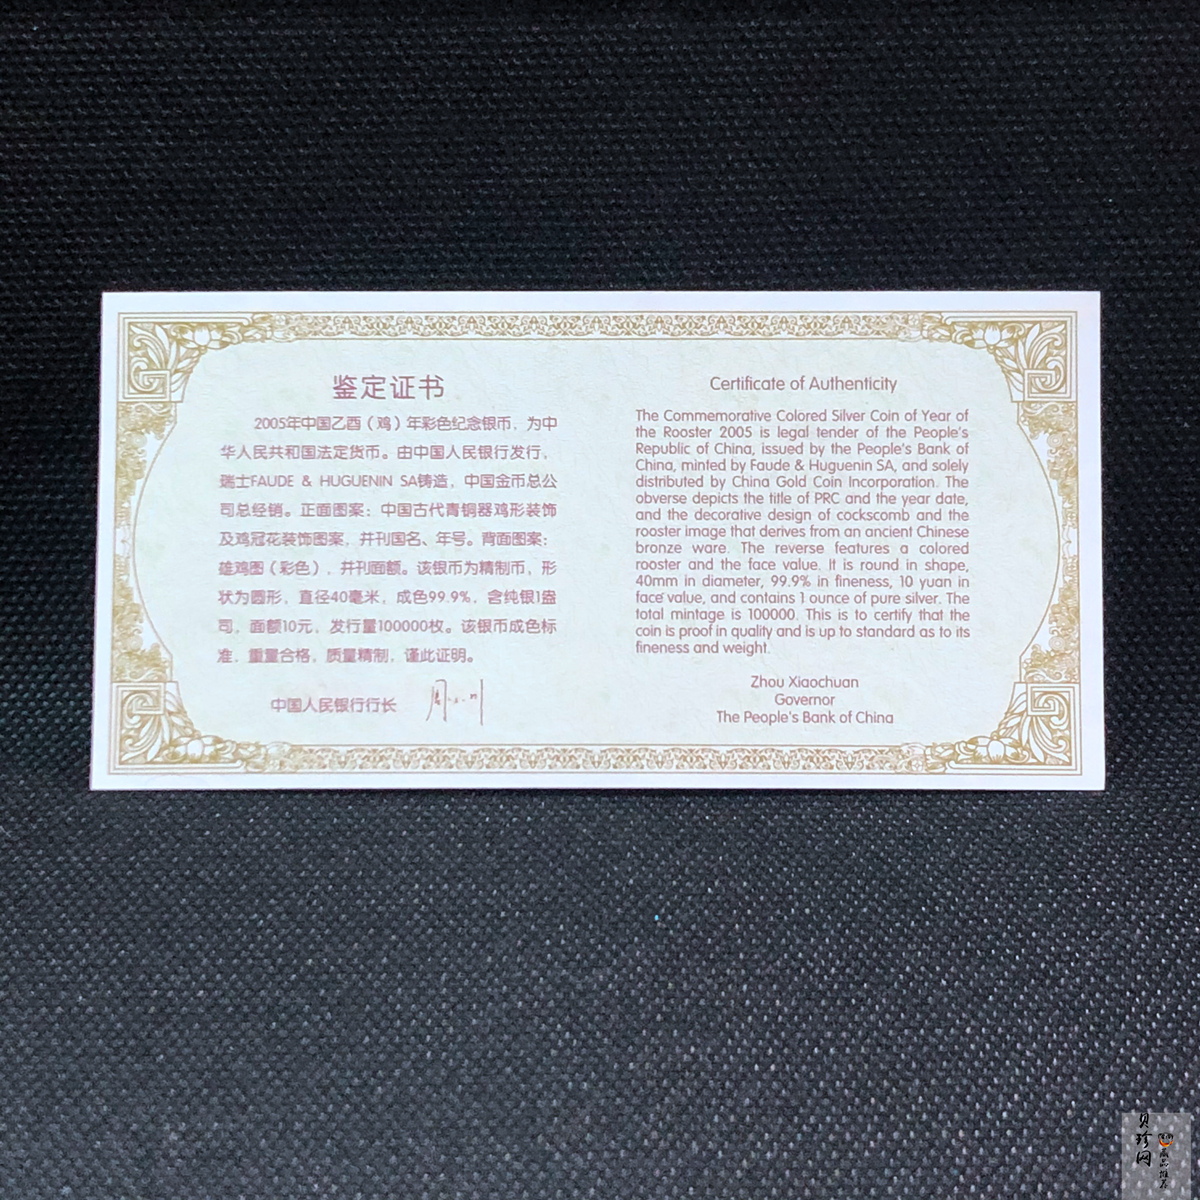 鉴定证书
2005年中国乙酉（鸡）年彩色纪念银币，为中
华人民共和国法定货币。由中国人民银行发行，
瑞士FAUDE & HUGUENIN SA铸造，中国金币总公
司总经销。正面图案：中国古代青铜器鸡形装饰
及鸡冠花装饰图案，并刊国名、年号。背面图案：
雄鸡图（彩色），并刊面额。该银币为精制币，形
状为圆形，直径40毫米，成色99.9%，含纯银1盎
司，面额10元，发行量100000枚。该银币成色标
准，重量合格，质量精制，谨此证明。
中国人民银行行长
Certificate of Authenticity
The Commemorative Colored Silver Coin of Year of
the Rooster 2005 is legal tender of the People's
Republic of China, issued by the People's Bank of
China, minted by Faude & Huguenin SA, and solely
distributed by China Gold Coin Incorporation. The
obverse depicts the title of PRC and the year date,
and the decorative design of cockscomb and the
rooster image that derives from an ancient Chinese
bronze ware. The reverse features a colored
rooster and the face value. It is round in shape,
40mm in diameter, 99.9% in fineness, 10 yuan in
face value, and contains 1 ounce of pure silver. The
total mintage is 100000. This is to certify that the
coin is proof in quality and is up to standard as to its
fineness and weight.
Zhou Xiaochuan
Governor
The People's Bank of China
贝珍网
藏品推荐